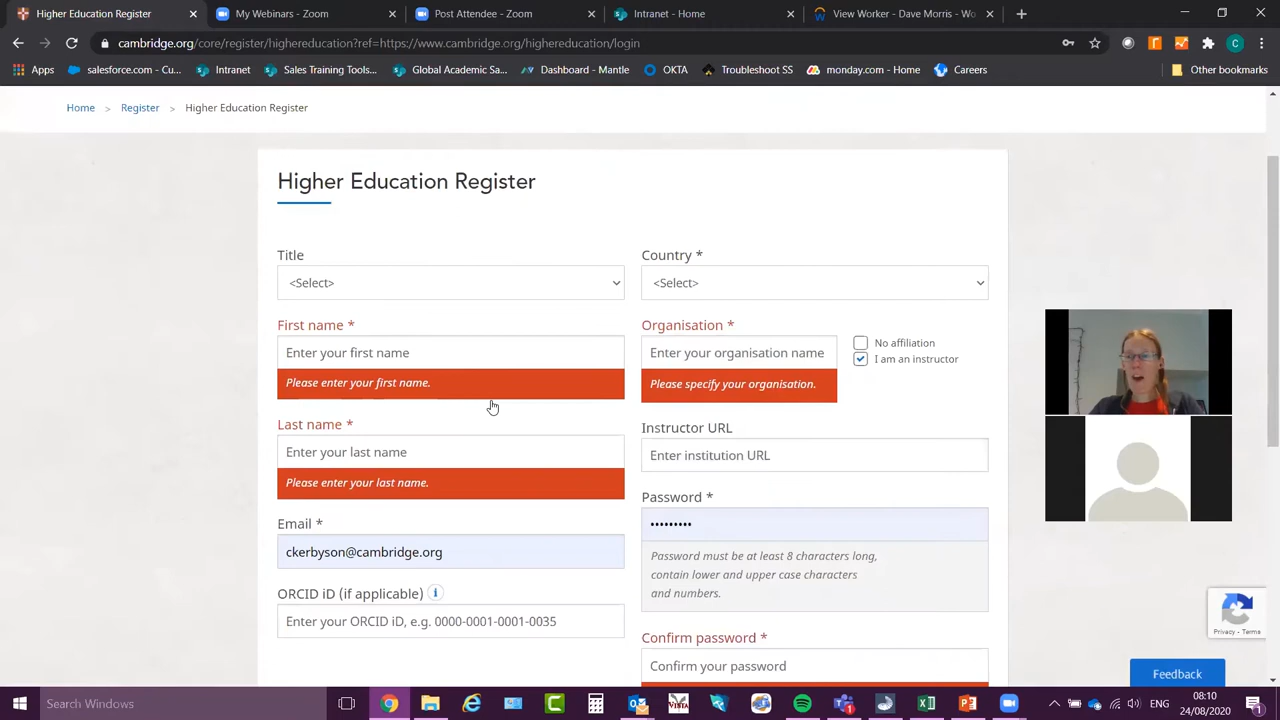 Higher Education Register
My Webinars - Zoom
Post Attendee - Zoom
Intranet - Home
View Worker - Dave Morris - Wo
cambridge.org/core/register/highereducation?ref=https://www.cambridge.org/highereducation/login
C
Apps
salesforce.com - Cu...
Intranet
Sales Training Tools...
Global Academic Sa...
Dashboard - Mantle
OKTA
Troubleshoot SS
monday.com - Home
Careers
Other bookmarks
Home > Register > Higher Education Register
Higher Education Register
Title
<Select>
First name *
Enter your first name
Please enter your first name.
Last name *
Enter your last name
Please enter your last name.
Email *
ckerbyson@cambridge.org
ORCID iD (if applicable) i
Enter your ORCID iD, e.g. 0000-0001-0001-0035
Country *
<Select>
Organisation *
Enter your organisation name
Please specify your organisation.
No affiliation
I am an instructor
Instructor URL
Enter institution URL
Password *
•••••••••
Password must be at least 8 characters long,
contain lower and upper case characters
and numbers.
Confirm password *
Confirm your password
Privacy - Terms
Feedback
Search Windows
VISTA
ENG
08:10
24/08/2020
1